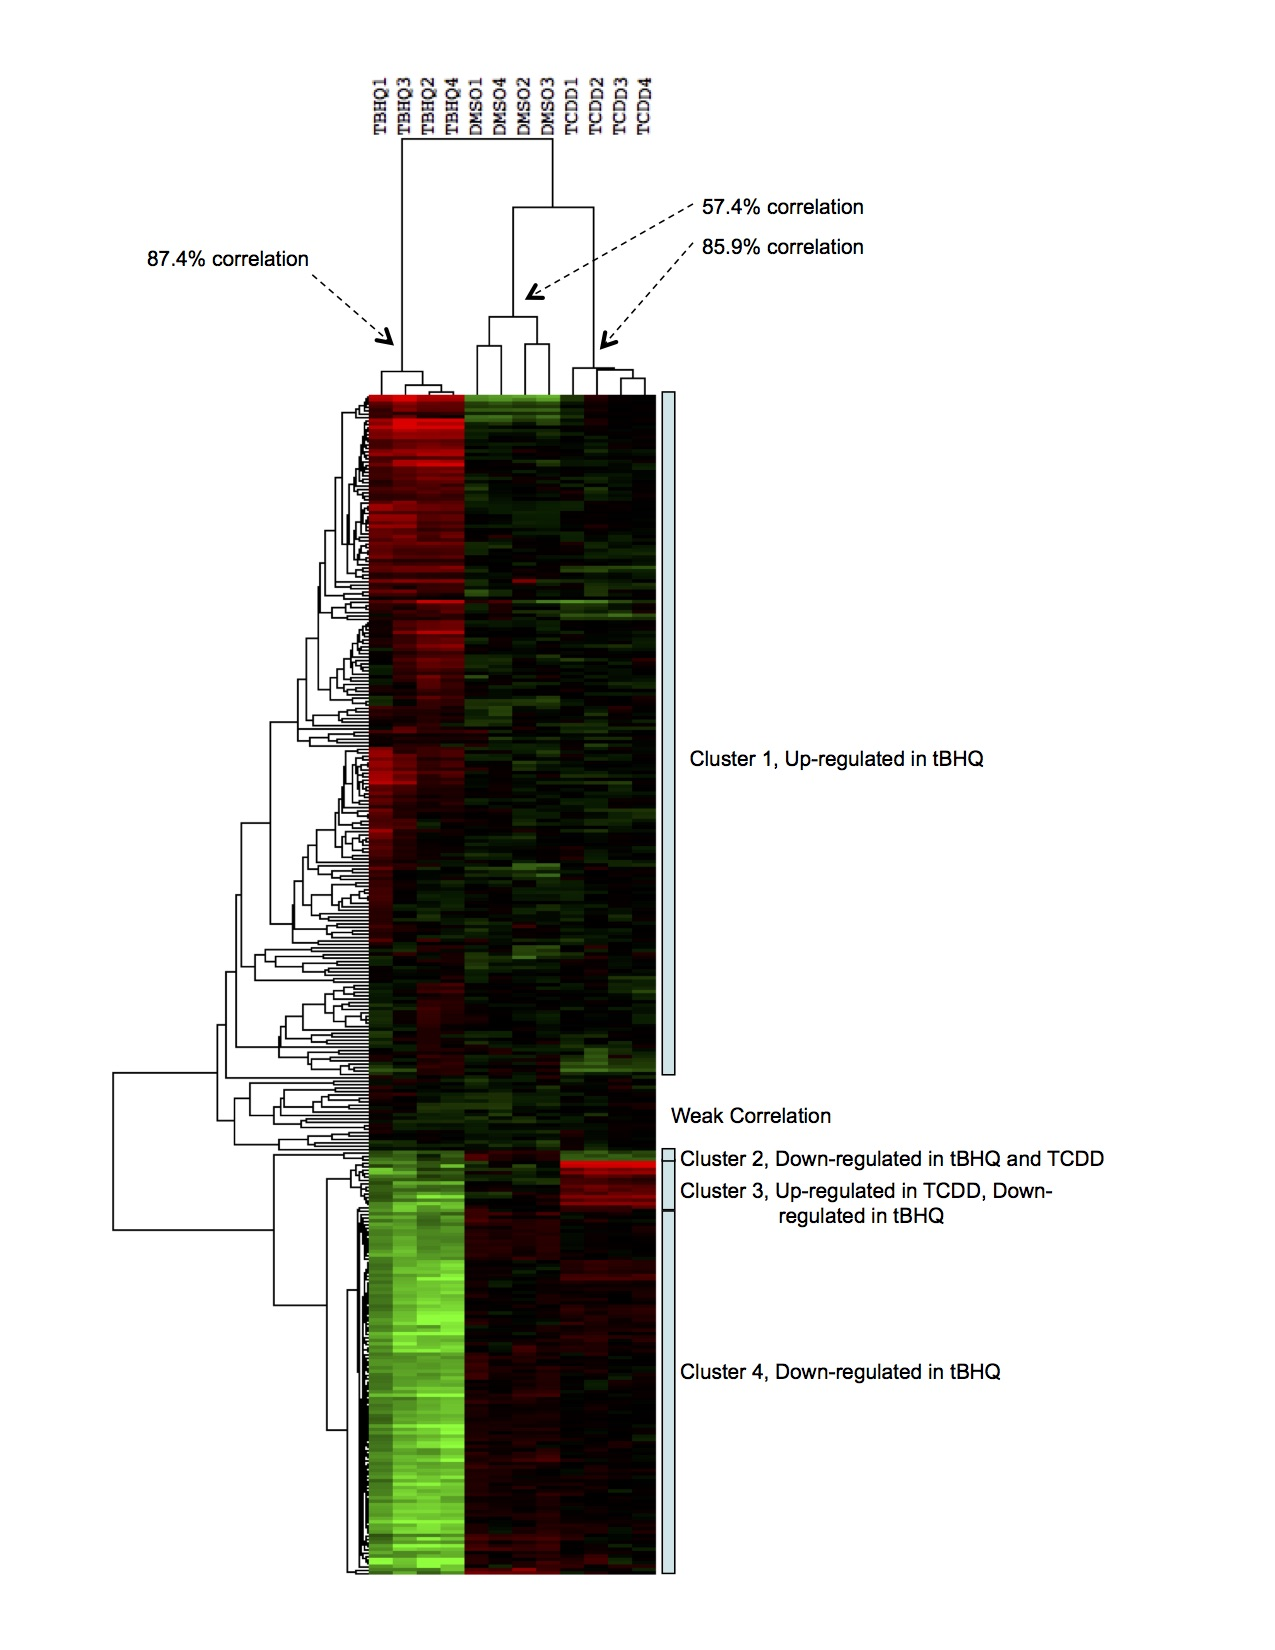 TBHQ1
TBHQ3
TBHQ2
TBHQ4
DMSO1
DMSO4
DMSO2
DMSO3
TCDD1
TCDD2
TCDD3
TCDD4
57.4% correlation
85.9% correlation
87.4% correlation
Cluster 1, Up-regulated in tBHQ
Weak Correlation
Cluster 2, Down-regulated in tBHQ and TCDD
Cluster 3, Up-regulated in TCDD, Down-
regulated in tBHQ
Cluster 4, Down-regulated in tBHQ